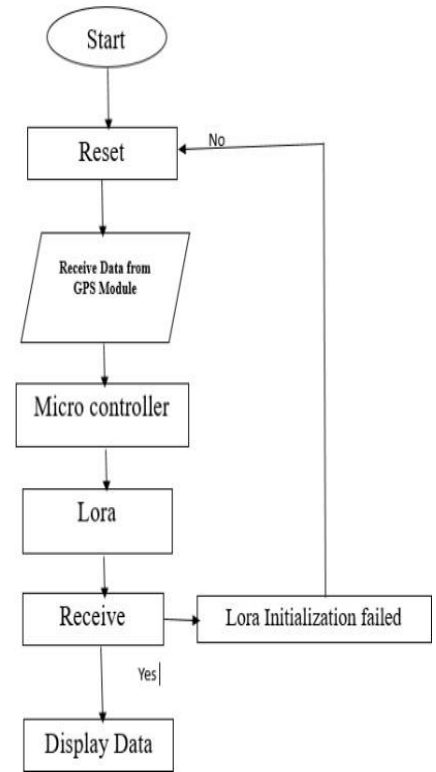 Start
Reset
No
Receive Data from
GPS Module
Micro controller
Lora
Receive
Lora Initialization failed
Yes
Display Data